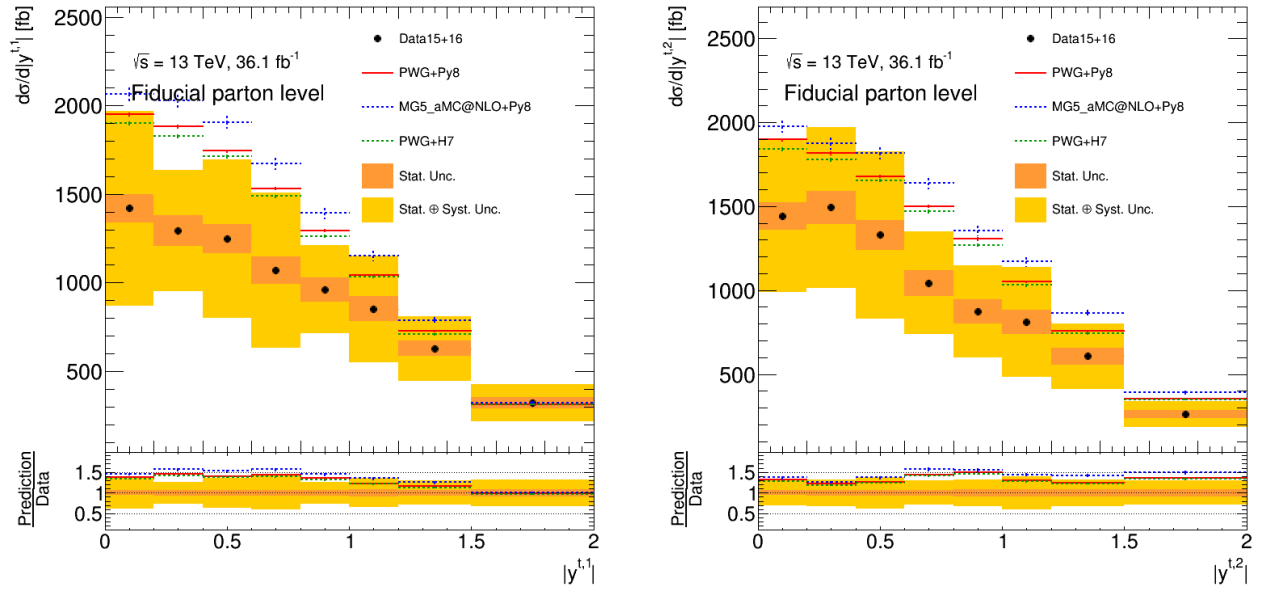 dσ/d|y^{t,1}| [fb]
2500
2000
1500
1000
500
√s = 13 TeV, 36.1 fb⁻¹
Fiducial parton level
Data15+16
PWG+Py8
MG5_aMC@NLO+Py8
PWG+H7
Stat. Unc.
Stat. ⊕ Syst. Unc.
Prediction
Data
1.5
1
0.5
0 0.5 1 1.5 2
|y^{t,1}|
dσ/d|y^{t,2}| [fb]
2500
2000
1500
1000
500
√s = 13 TeV, 36.1 fb⁻¹
Fiducial parton level
Data15+16
PWG+Py8
MG5_aMC@NLO+Py8
PWG+H7
Stat. Unc.
Stat. ⊕ Syst. Unc.
Prediction
Data
1.5
1
0.5
0 0.5 1 1.5 2
|y^{t,2}|